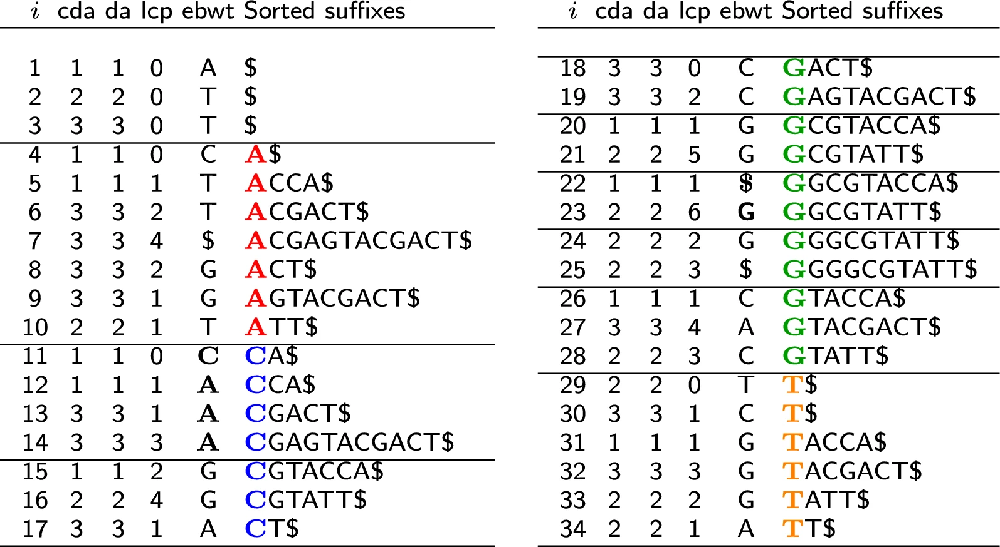 i cda da lcp ebwt Sorted suffixes
1 1 1 0 A $
2 2 2 0 T $
3 3 3 0 T $
4 1 1 0 C A$
5 1 1 1 T ACCA$
6 3 3 2 T ACGACT$
7 3 3 4 $ ACGAGTACGACT$
8 3 3 2 G ACT$
9 3 3 1 G AGTACGACT$
10 2 2 1 T ATT$
11 1 1 0 C CA$
12 1 1 1 A CCA$
13 3 3 1 A CGACT$
14 3 3 3 A CGAGTACGACT$
15 1 1 2 G CGTACCA$
16 2 2 4 G CGTATT$
17 3 3 1 A CT$
i cda da lcp ebwt Sorted suffixes
18 3 3 0 C GACT$
19 3 3 2 C GAGTACGACT$
20 1 1 1 G GCGTACCA$
21 2 2 5 G GCGTATT$
22 1 1 1 $ GGCGTACCA$
23 2 2 6 G GGCGTATT$
24 2 2 2 G GGGCGTATT$
25 2 2 3 $ GGGGCGTATT$
26 1 1 1 C GTACCA$
27 3 3 4 A GTACGACT$
28 2 2 3 C GTATT$
29 2 2 0 T T$
30 3 3 1 C T$
31 1 1 1 G TACCA$
32 3 3 3 G TACGACT$
33 2 2 2 G TATT$
34 2 2 1 A TT$